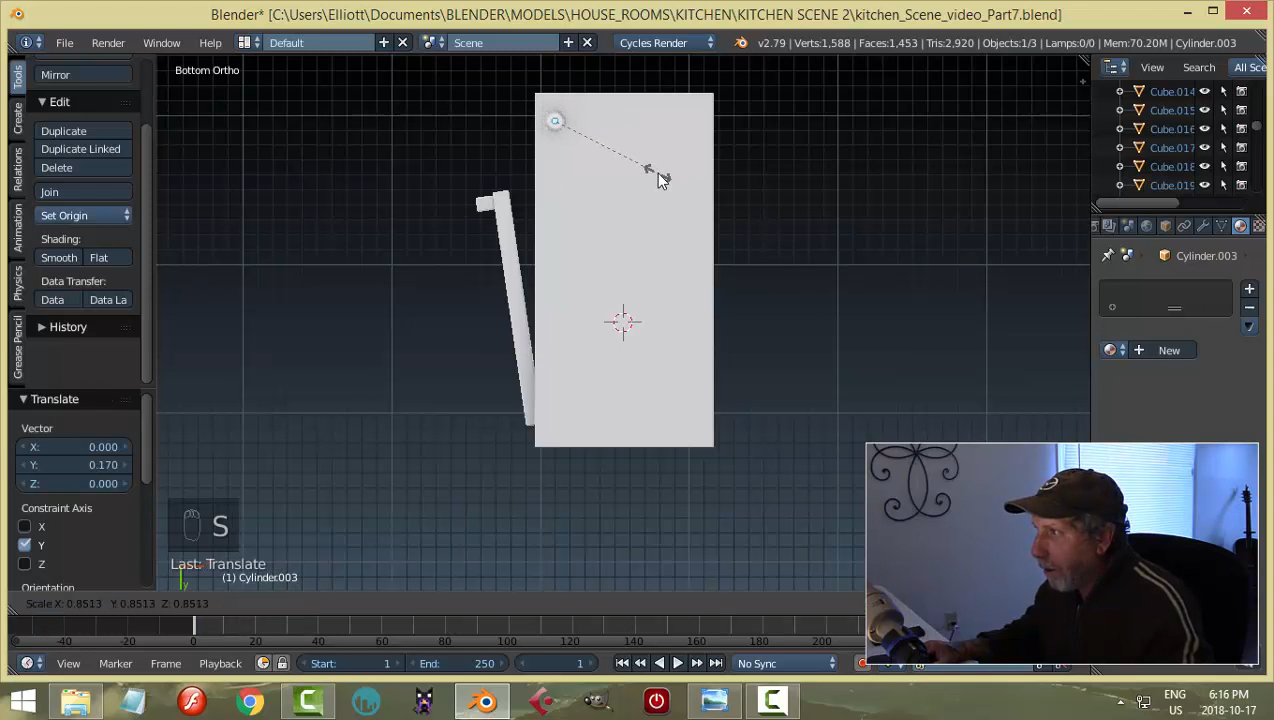 Blender* [C:\Users\Elliott\Documents\BLENDER\MODELS\HOUSE_ROOMS\KITCHEN\KITCHEN SCENE 2\kitchen_Scene_video_Part7.blend]
File Render Window Help Default Scene Cycles Render v2.79 | Verts:1,588 | Faces:1,453 | Tris:2,920 | Objects:1/3 | Lamps:0/0 | Mem:70.20M | Cylinder.003
Tools
Create
Relations
Animation
Physics
Grease Pencil
Mirror
Edit
Duplicate
Duplicate Linked
Delete
Join
Set Origin
Shading:
Smooth Flat
Data Transfer:
Data Data La
History
Translate
Vector
X: 0.000
Y: 0.170
Z: 0.000
Constraint Axis
X
Y
Z
Orientation
Bottom Ortho
S
Last: Translate
y
(1) Cylinder.003
Scale X: 0.8513 Y: 0.8513 Z: 0.8513
View Search All Sce
Cube.014
Cube.015
Cube.016
Cube.017
Cube.018
Cube.019
Cylinder.003
New
-40 -20 0 20 40 60 80 100 120 140 160 180 200
View Marker Frame Playback Start: 1 End: 250 1 No Sync
ENG
US
6:16 PM
2018-10-17